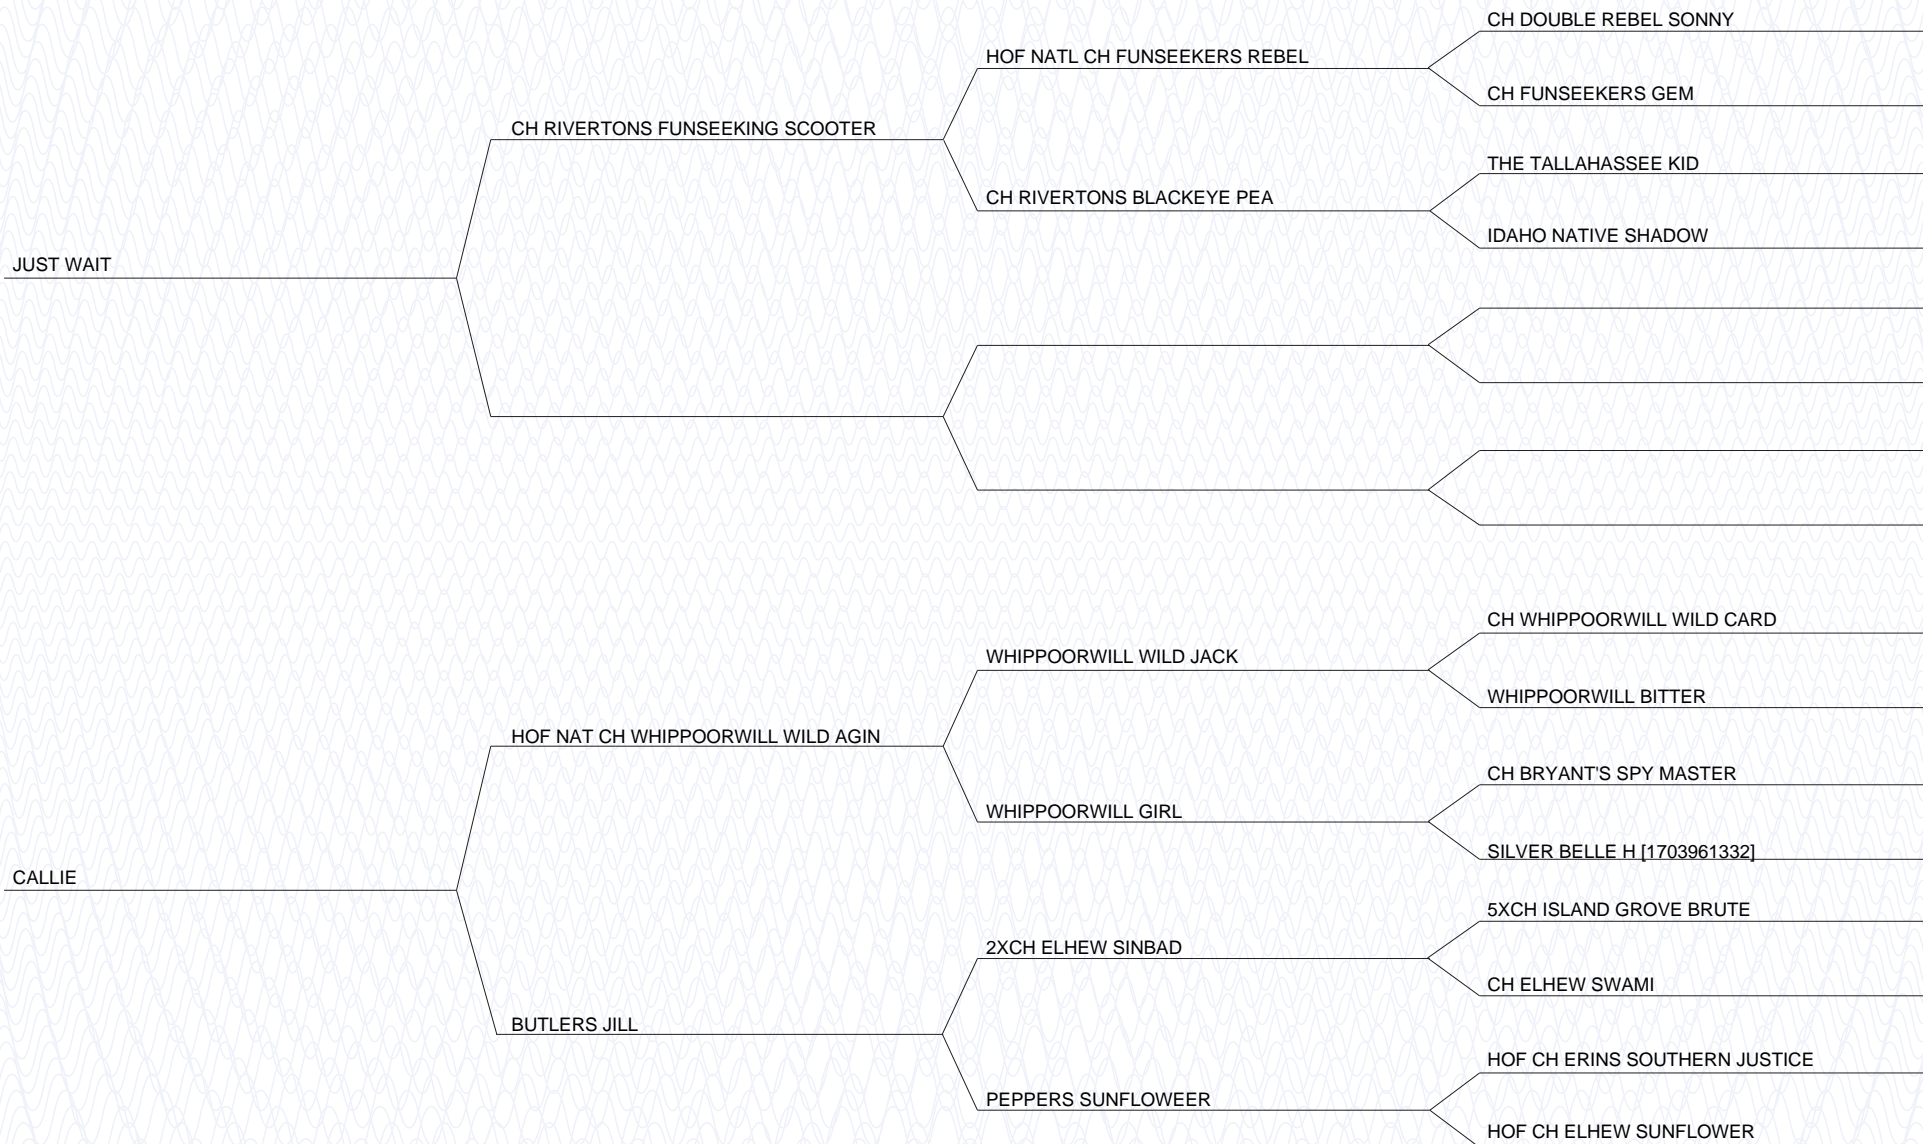 CH DOUBLE REBEL SONNY
HOF NATL CH FUNSEEKERS REBEL
CH FUNSEEKERS GEM
CH RIVERTONS FUNSEEKING SCOOTER
THE TALLAHASSEE KID
CH RIVERTONS BLACKEYE PEA
IDAHO NATIVE SHADOW
JUST WAIT
CH WHIPPOORWILL WILD CARD
WHIPPOORWILL WILD JACK
WHIPPOORWILL BITTER
HOF NAT CH WHIPPOORWILL WILD AGIN
CH BRYANT'S SPY MASTER
WHIPPOORWILL GIRL
SILVER BELLE H [1703961332]
CALLIE
5XCH ISLAND GROVE BRUTE
2XCH ELHEW SINBAD
CH ELHEW SWAMI
BUTLERS JILL
HOF CH ERINS SOUTHERN JUSTICE
PEPPERS SUNFLOWEER
HOF CH ELHEW SUNFLOWER